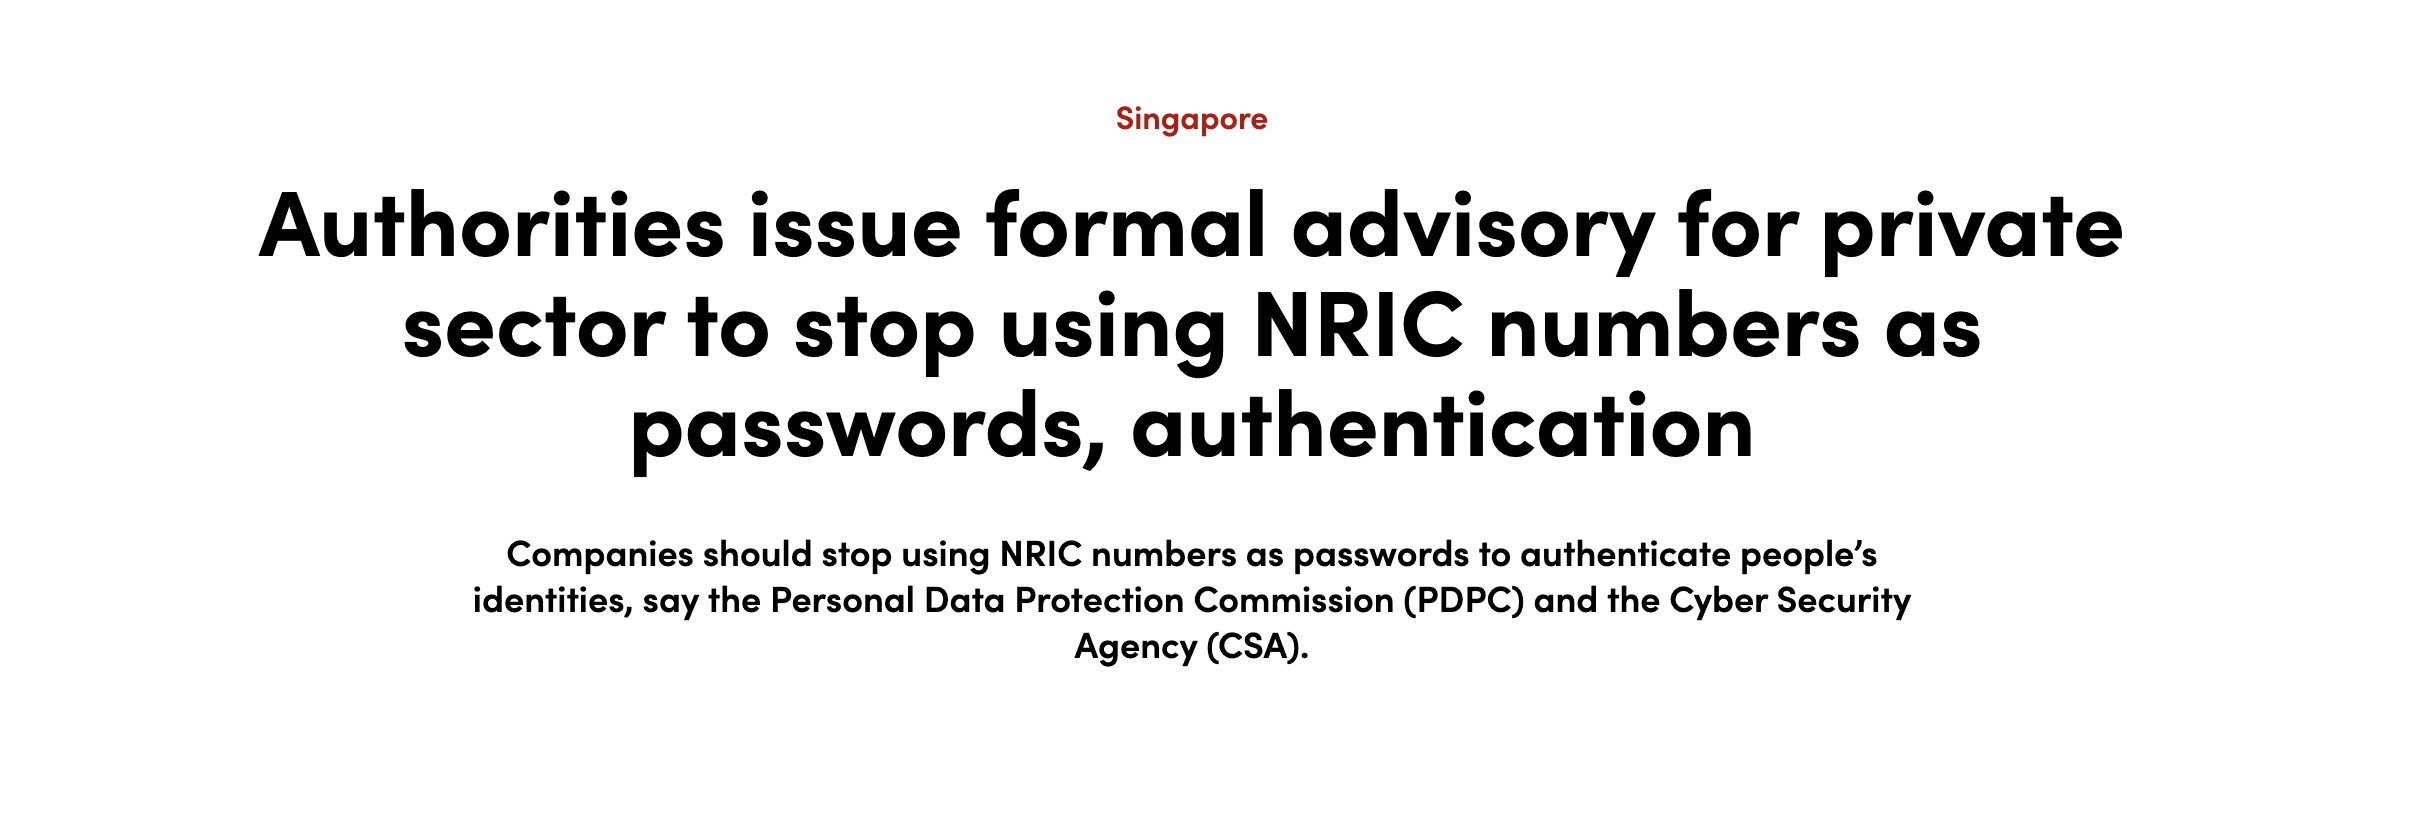 Singapore
Authorities issue formal advisory for private
sector to stop using NRIC numbers as
passwords, authentication
Companies should stop using NRIC numbers as passwords to authenticate people’s
identities, say the Personal Data Protection Commission (PDPC) and the Cyber Security
Agency (CSA).